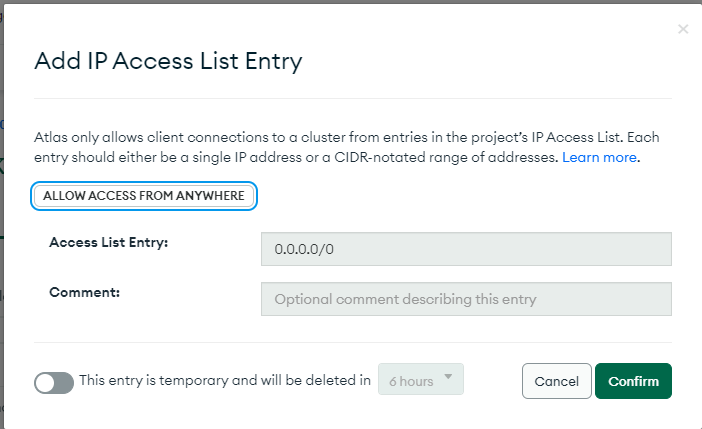 Add IP Access List Entry
Atlas only allows client connections to a cluster from entries in the project's IP Access List. Each
entry should either be a single IP address or a CIDR-notated range of addresses. Learn more.
ALLOW ACCESS FROM ANYWHERE
Access List Entry:
0.0.0.0/0
Comment:
Optional comment describing this entry
This entry is temporary and will be deleted in
6 hours
Cancel
Confirm